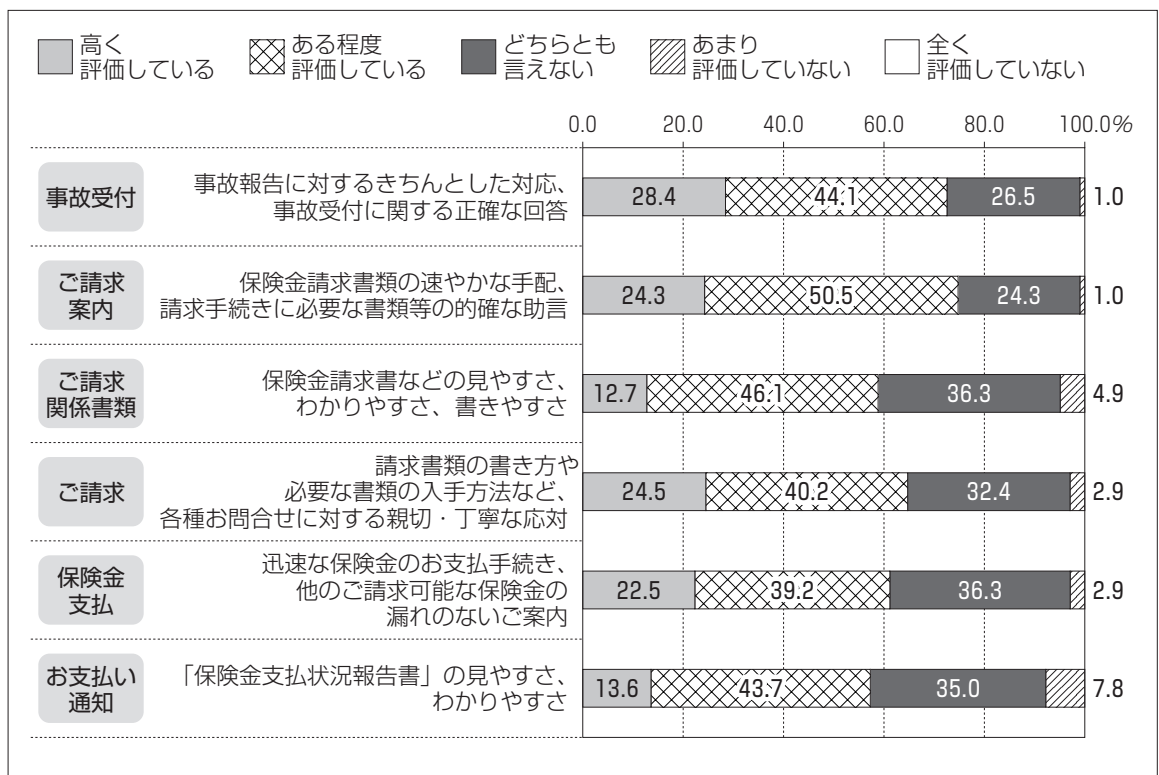 高く
評価している
ある程度
評価している
どちらとも
言えない
あまり
評価していない
全く
評価していない
0.0 20.0 40.0 60.0 80.0 100.0%
事故受付
事故報告に対するきちんとした対応、
事故受付に関する正確な回答
28.4 44.1 26.5 1.0
ご請求
案内
保険金請求書類の速やかな手配、
請求手続きに必要な書類等の的確な助言
24.3 50.5 24.3 1.0
ご請求
関係書類
保険金請求書などの見やすさ、
わかりやすさ、書きやすさ
12.7 46.1 36.3 4.9
ご請求
請求書類の書き方や
必要な書類の入手方法など、
各種お問合せに対する親切・丁寧な応対
24.5 40.2 32.4 2.9
保険金
支払
迅速な保険金のお支払手続き、
他のご請求可能な保険金の
漏れのないご案内
22.5 39.2 36.3 2.9
お支払い
通知
「保険金支払状況報告書」の見やすさ、
わかりやすさ
13.6 43.7 35.0 7.8